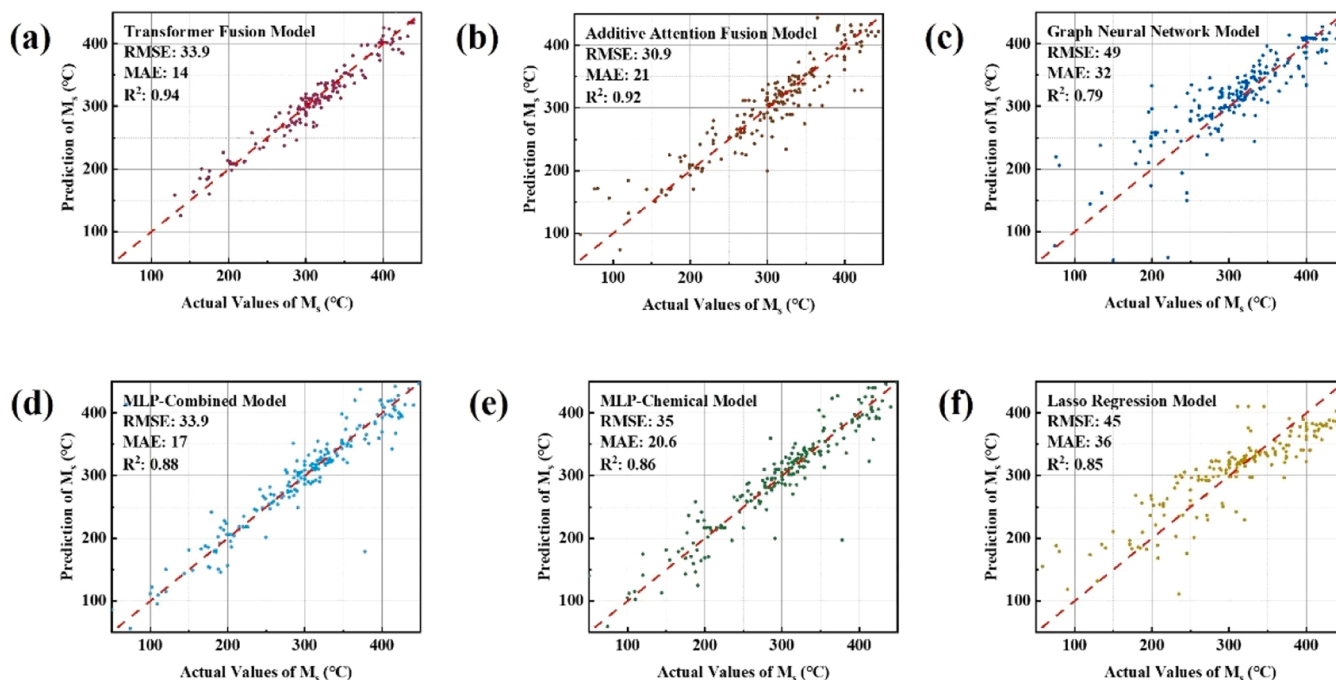 (a)
Transformer Fusion Model
RMSE: 33.9
MAE: 14
R²: 0.94
400
300
200
100
100 200 300 400
Prediction of Mₛ (°C)
Actual Values of Mₛ (°C)
(b)
Additive Attention Fusion Model
RMSE: 30.9
MAE: 21
R²: 0.92
400
300
200
100
100 200 300 400
Prediction of Mₛ (°C)
Actual Values of Mₛ (°C)
(c)
Graph Neural Network Model
RMSE: 49
MAE: 32
R²: 0.79
400
300
200
100
100 200 300 400
Prediction of Mₛ (°C)
Actual Values of Mₛ (°C)
(d)
MLP-Combined Model
RMSE: 33.9
MAE: 17
R²: 0.88
400
300
200
100
100 200 300 400
Prediction of Mₛ (°C)
Actual Values of Mₛ (°C)
(e)
MLP-Chemical Model
RMSE: 35
MAE: 20.6
R²: 0.86
400
300
200
100
100 200 300 400
Prediction of Mₛ (°C)
Actual Values of Mₛ (°C)
(f)
Lasso Regression Model
RMSE: 45
MAE: 36
R²: 0.85
400
300
200
100
100 200 300 400
Prediction of Mₛ (°C)
Actual Values of Mₛ (°C)